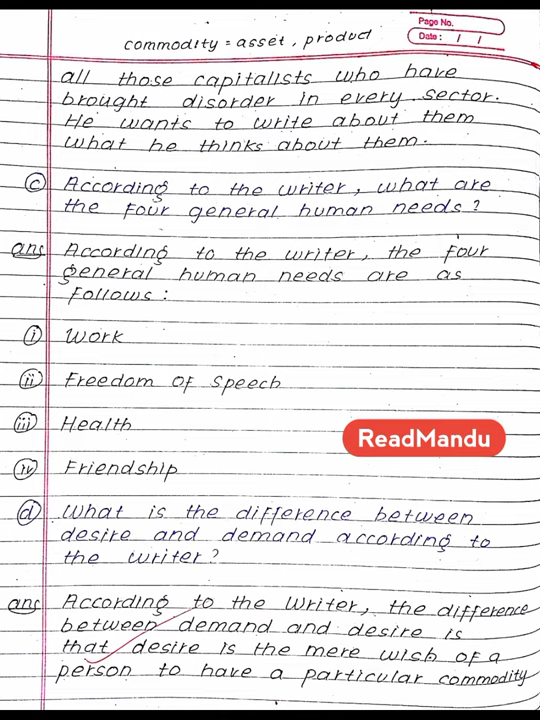 Page No.
Date: / /
commodity = asset, product
all those capitalists who have
brought disorder in every sector.
He wants to write about them
what he thinks about them.
(c) According to the writer, what are
the four general human needs?
ans According to the writer, the four
general human needs are as
follows:
(i) Work
(ii) Freedom of speech
(iii) Health
ReadMandu
(iv) Friendship
(d) What is the difference between
desire and demand according to
the writer?
ans According to the writer, the difference
between demand and desire is
that desire is the mere wish of a
person to have a particular commodity